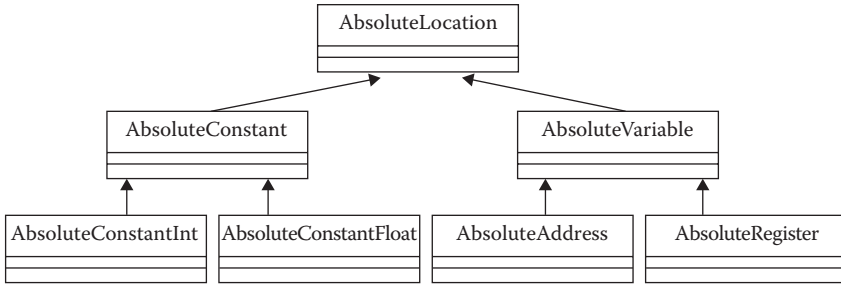 AbsoluteLocation
AbsoluteConstant
AbsoluteVariable
AbsoluteConstantInt
AbsoluteConstantFloat
AbsoluteAddress
AbsoluteRegister